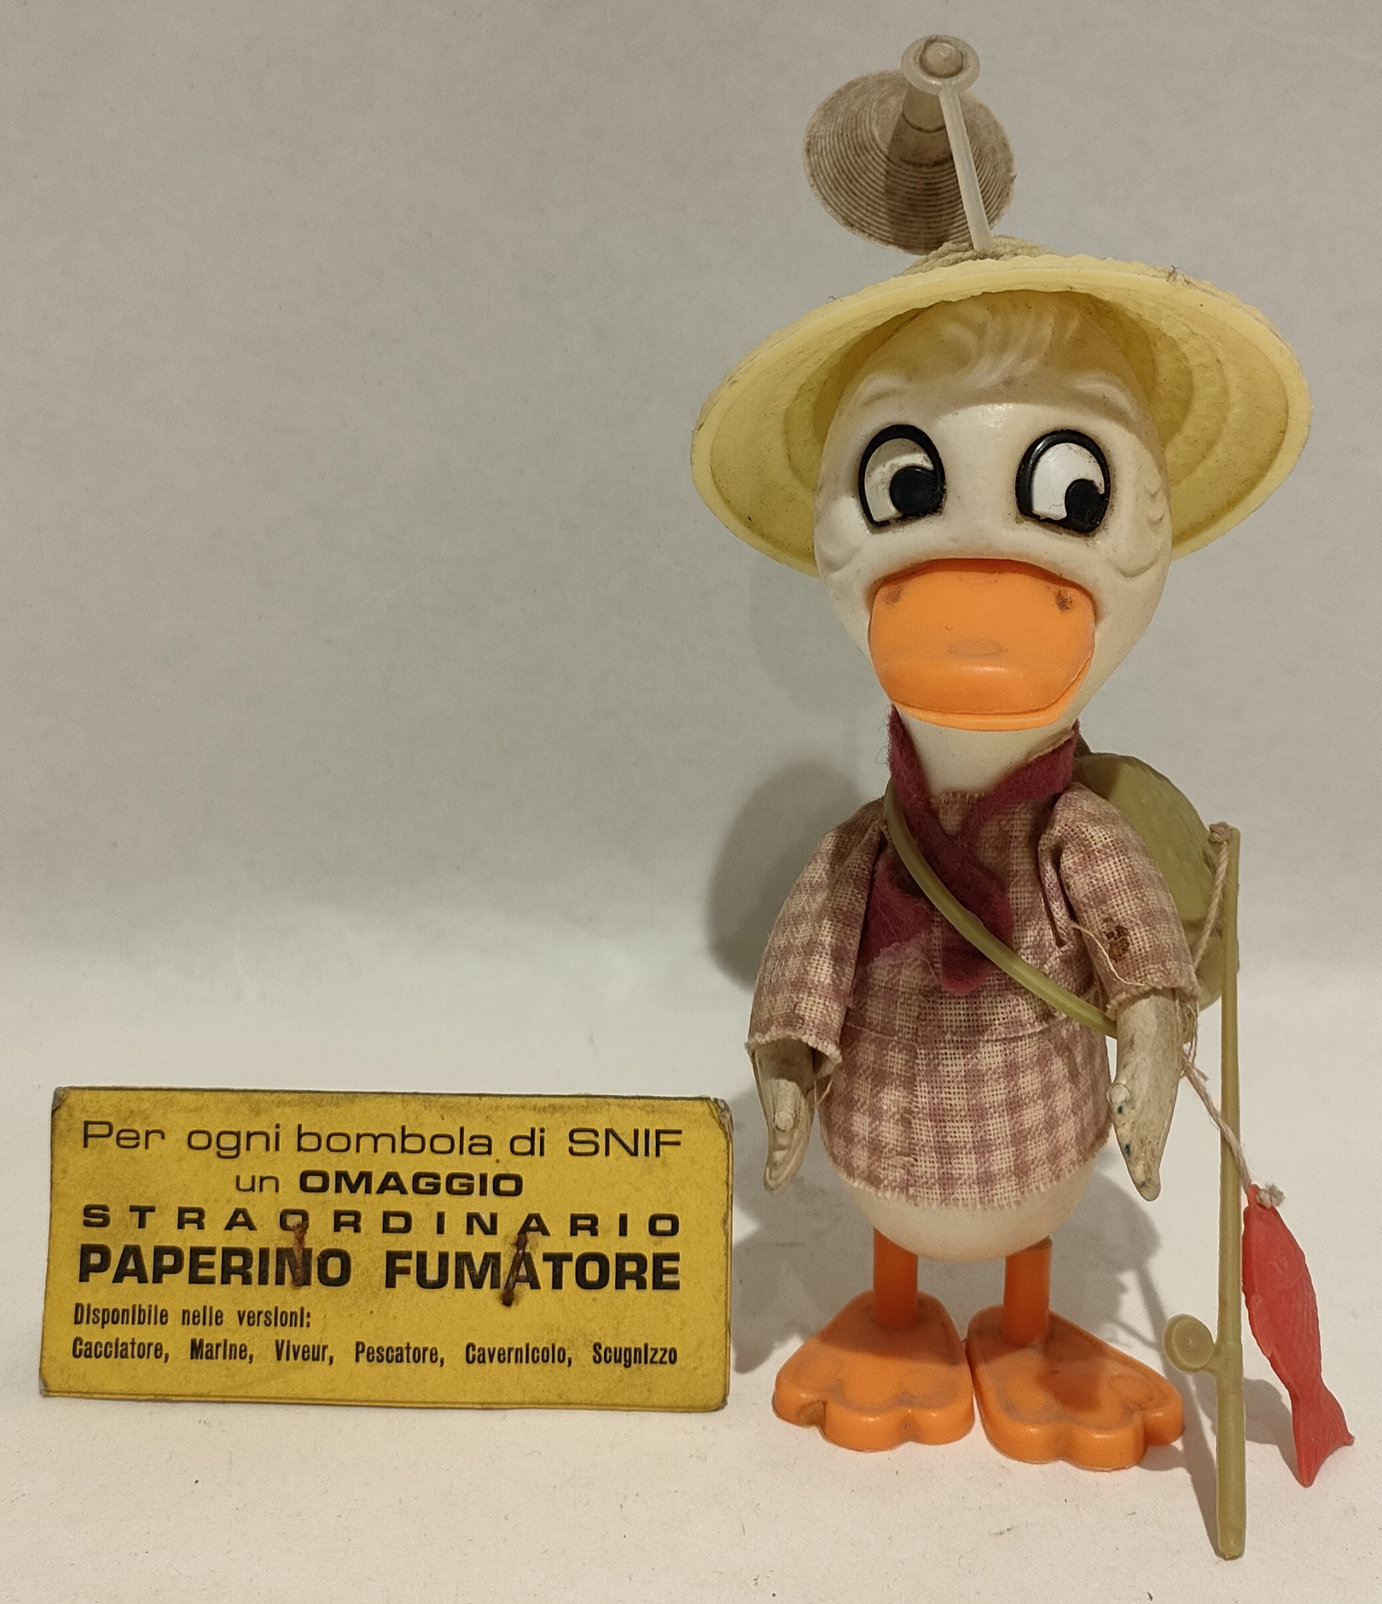 Per ogni bombola di SNIF
un OMAGGIO
STRAORDINARIO
PAPERINO FUMATORE
Disponibile nelle versioni:
Cacciatore, Marine, Viveur, Pescatore, Cavernicolo, Scugnizzo